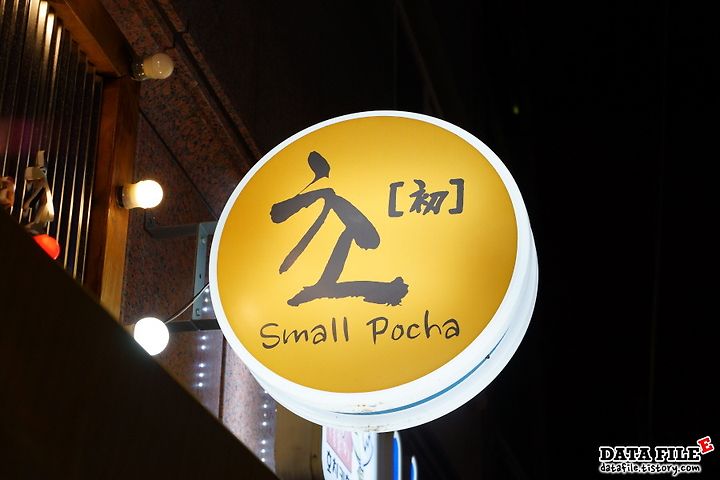 초 [初]
Small Pocha
DATA FILE E
datafile.tistory.com